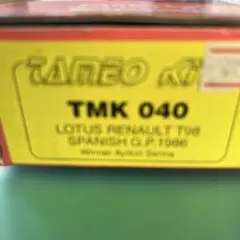 TAMEO KIT
TMK 040
LOTUS RENAULT T98
SPANISH G.P.1986
Winner Ayrton Senna